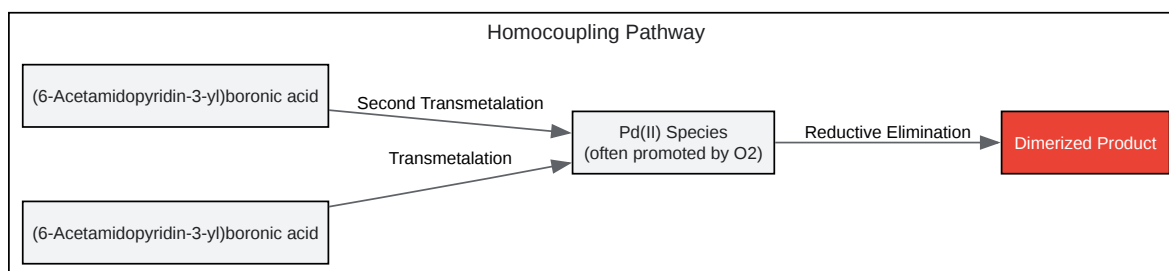 Homocoupling Pathway
(6-Acetamidopyridin-3-yl)boronic acid
Second Transmetalation
Pd(II) Species
(often promoted by O2)
Reductive Elimination
Dimerized Product
Transmetalation
(6-Acetamidopyridin-3-yl)boronic acid